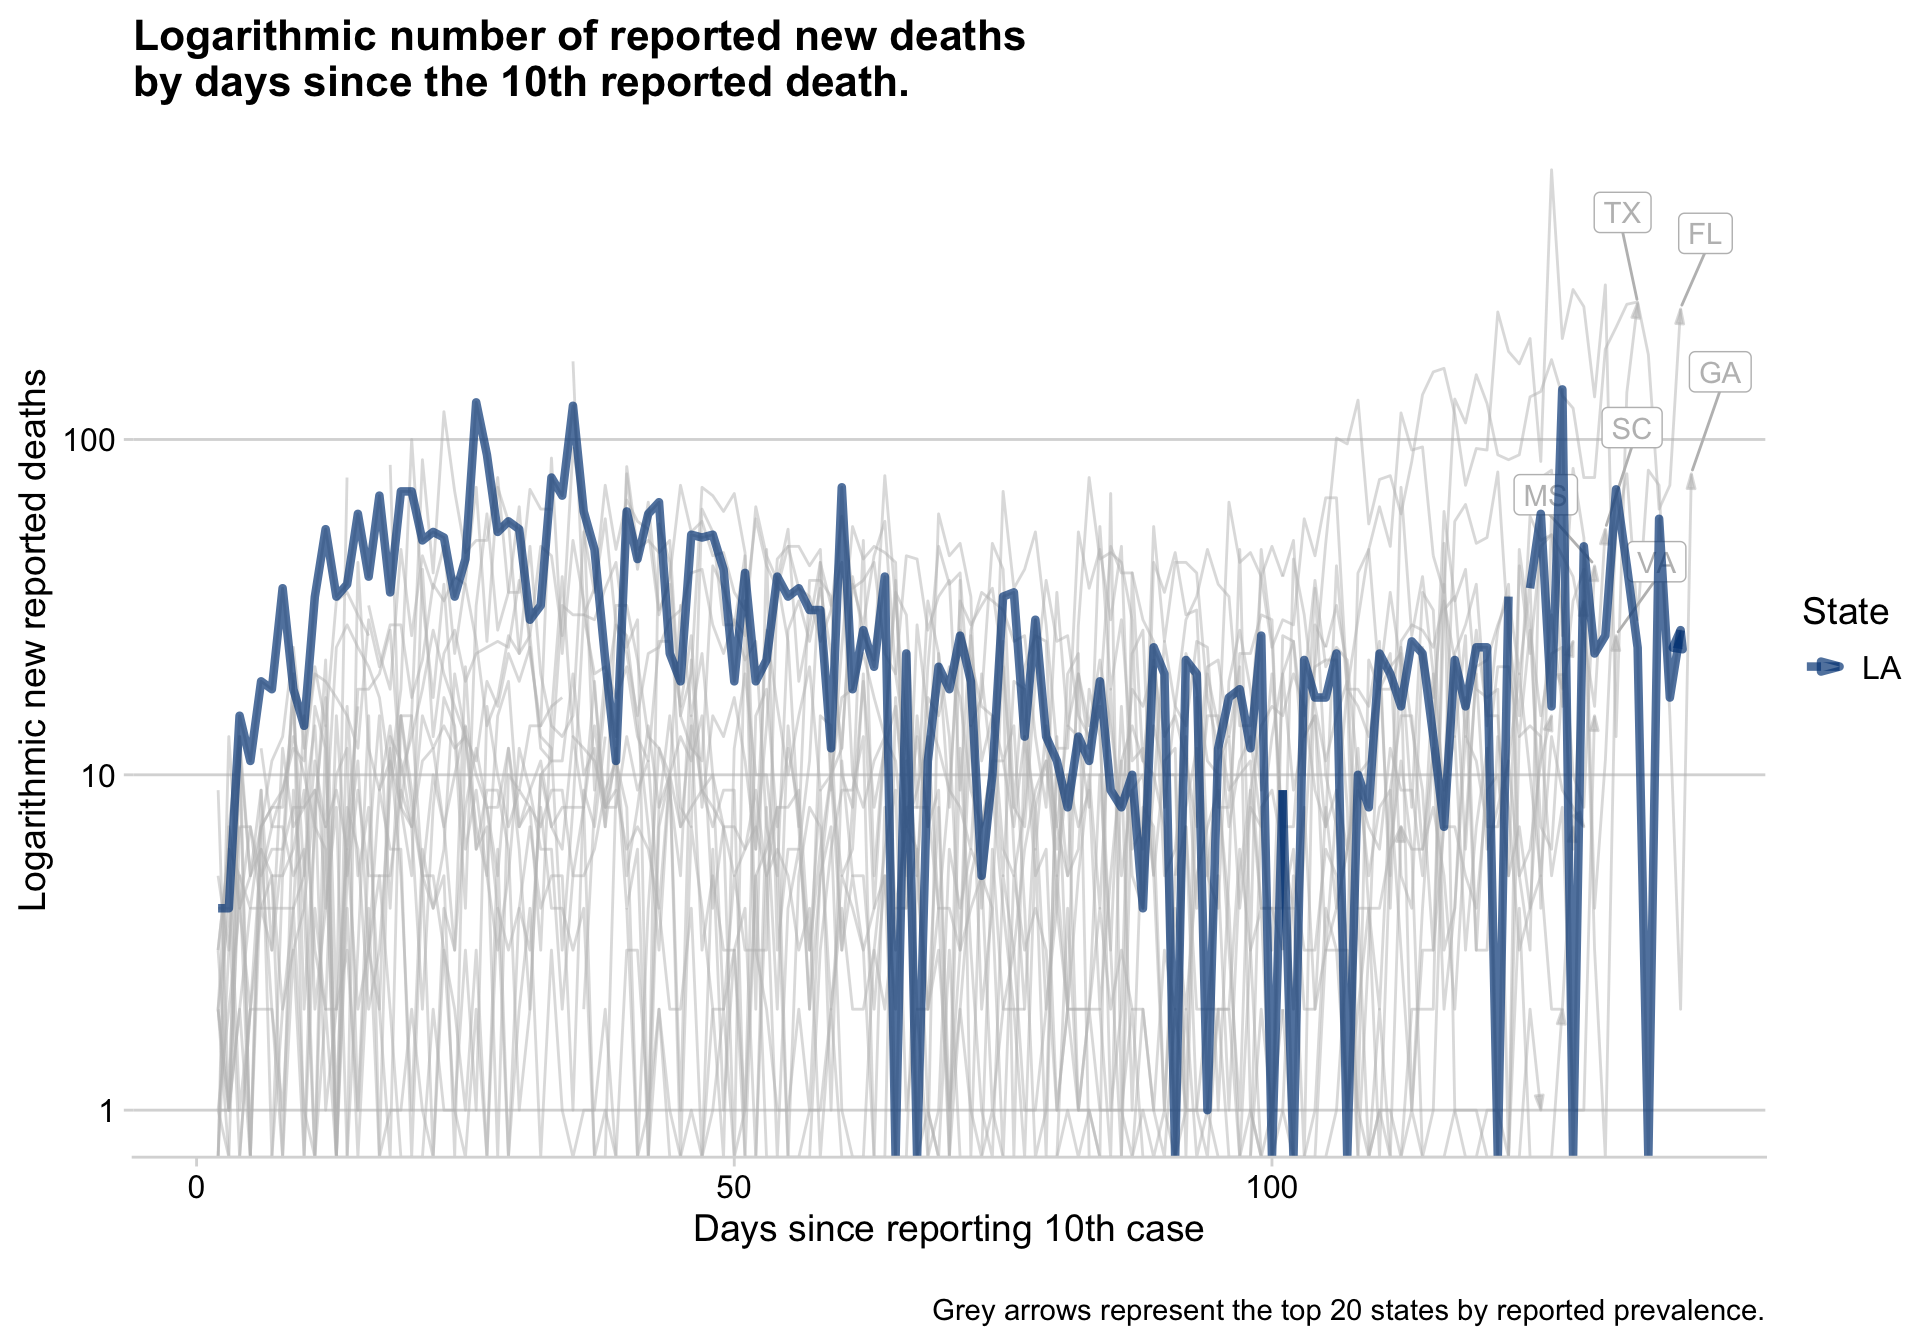 Logarithmic number of reported new deaths
by days since the 10th reported death.
TX
FL
GA
SC
MS
VA
Logarithmic new reported deaths
100
10
1
0
50
100
Days since reporting 10th case
State
LA
Grey arrows represent the top 20 states by reported prevalence.